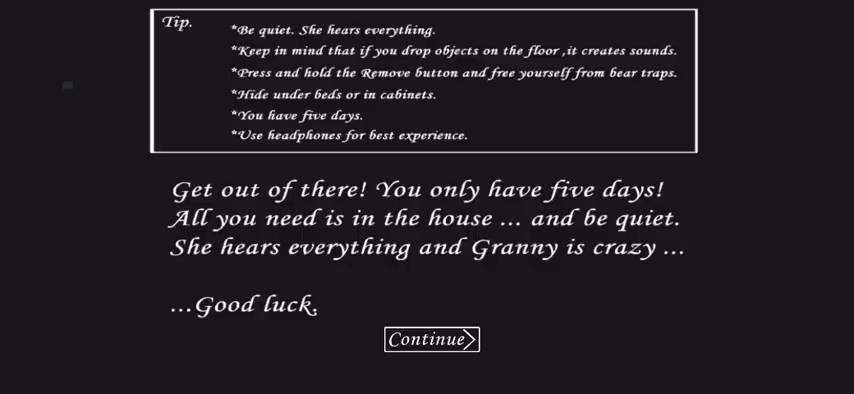 Tip.
*Be quiet. She hears everything.
*Keep in mind that if you drop objects on the floor ,it creates sounds.
*Press and hold the Remove button and free yourself from bear traps.
*Hide under beds or in cabinets.
*You have five days.
*Use headphones for best experience.
Get out of there! You only have five days!
All you need is in the house ... and be quiet.
She hears everything and Granny is crazy ...
...Good luck.
Continue>